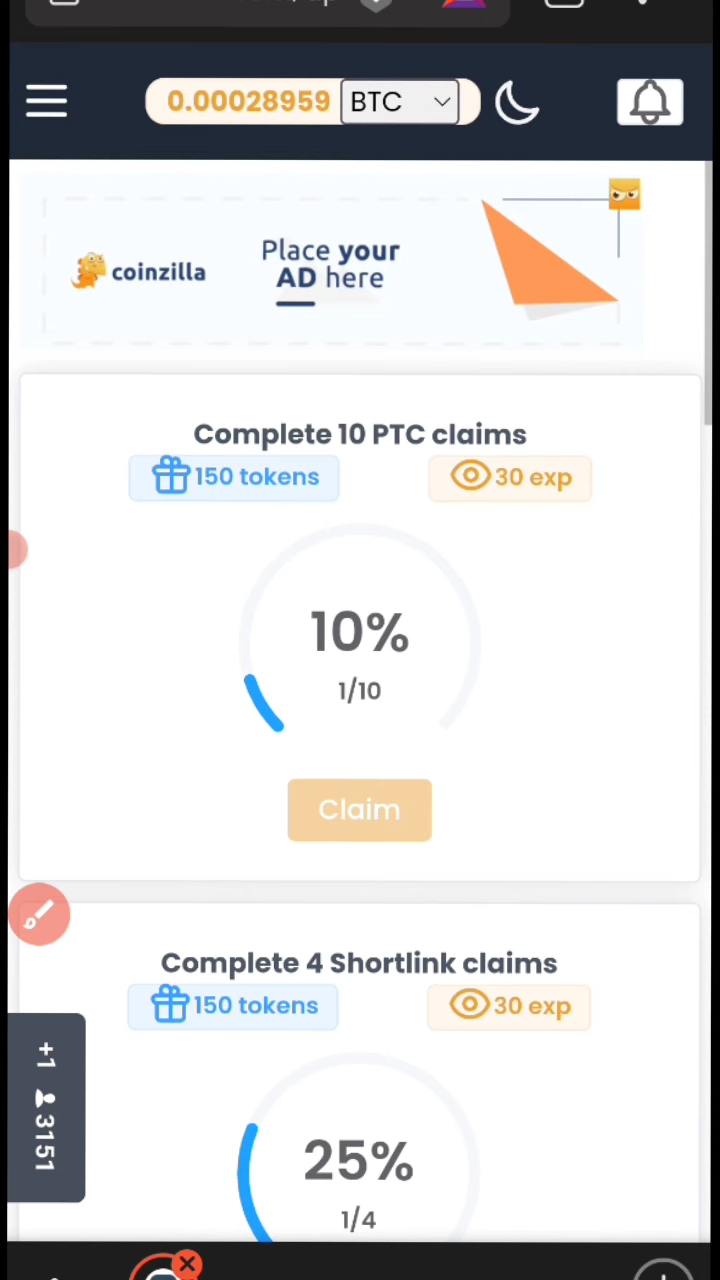 0.00028959 BTC
coinzilla
Place your
AD here
Complete 10 PTC claims
150 tokens
30 exp
10%
1/10
Claim
Complete 4 Shortlink claims
150 tokens
30 exp
+1 3151
25%
1/4